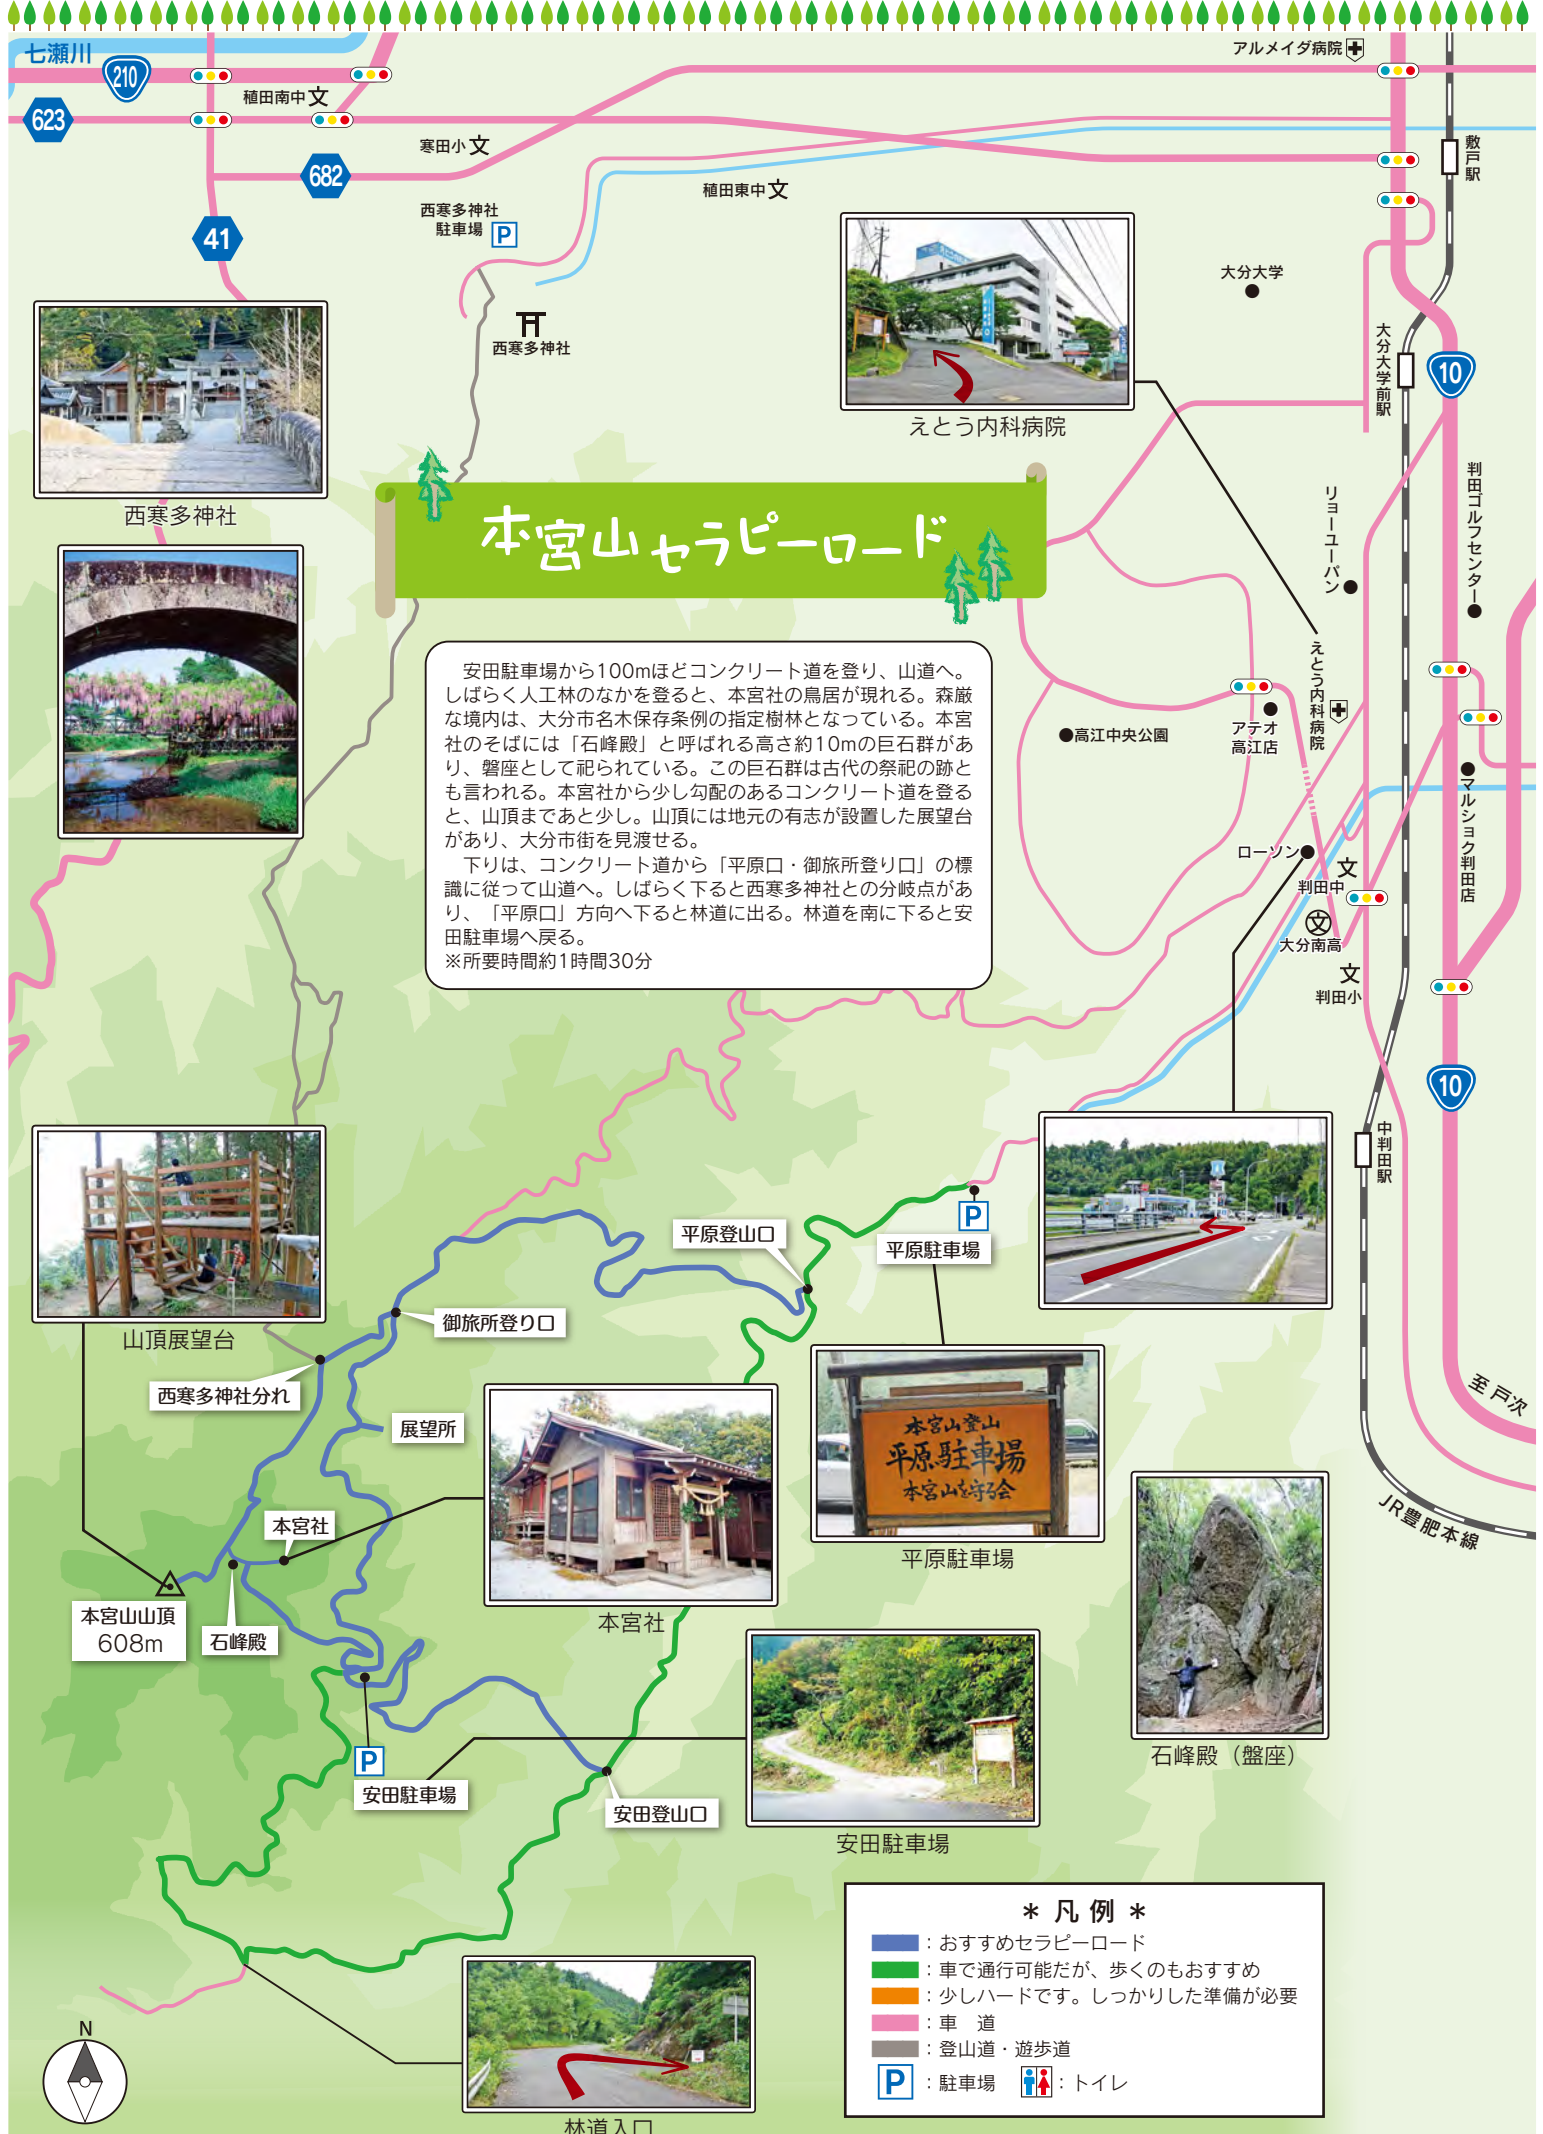 七瀬川
210
623
682
41
稙田南中
寒田小
稙田東中
アルメイダ病院
敷戸駅
西寒多神社
駐車場
P
西寒多神社
大分大学
大分大学前駅
10
えとう内科病院
西寒多神社
本宮山セラピーロード
判田ゴルフセンター
リョーユーパン
えとう内科病院
安田駐車場から100mほどコンクリート道を登り、山道へ。
しばらく人工林のなかを登ると、本宮社の鳥居が現れる。森厳
な境内は、大分市名木保存条例の指定樹林となっている。本宮
社のそばには「石峰殿」と呼ばれる高さ約10mの巨石群があ
り、磐座として祀られている。この巨石群は古代の祭祀の跡と
も言われる。本宮社から少し勾配のあるコンクリート道を登る
と、山頂まであと少し。山頂には地元の有志が設置した展望台
があり、大分市街を見渡せる。
下りは、コンクリート道から「平原口・御旅所登り口」の標
識に従って山道へ。しばらく下ると西寒多神社との分岐点があ
り、「平原口」方向へ下ると林道に出る。林道を南に下ると安
田駐車場へ戻る。
※所要時間約1時間30分
高江中央公園
アテオ
高江店
マルショク判田店
ローソン
判田中
大分南高
判田小
10
中判田駅
山頂展望台
平原登山口
P
平原駐車場
御旅所登り口
西寒多神社分れ
展望所
本宮山登山
平原駐車場
本宮山を守る会
平原駐車場
至 戸次
JR豊肥本線
本宮社
本宮社
本宮山山頂
608m
石峰殿
P
安田駐車場
安田登山口
安田駐車場
石峰殿（盤座）
＊ 凡 例 ＊
：おすすめセラピーロード
：車で通行可能だが、歩くのもおすすめ
：少しハードです。しっかりした準備が必要
：車　道
：登山道・遊歩道
P：駐車場　：トイレ
N
林道入口